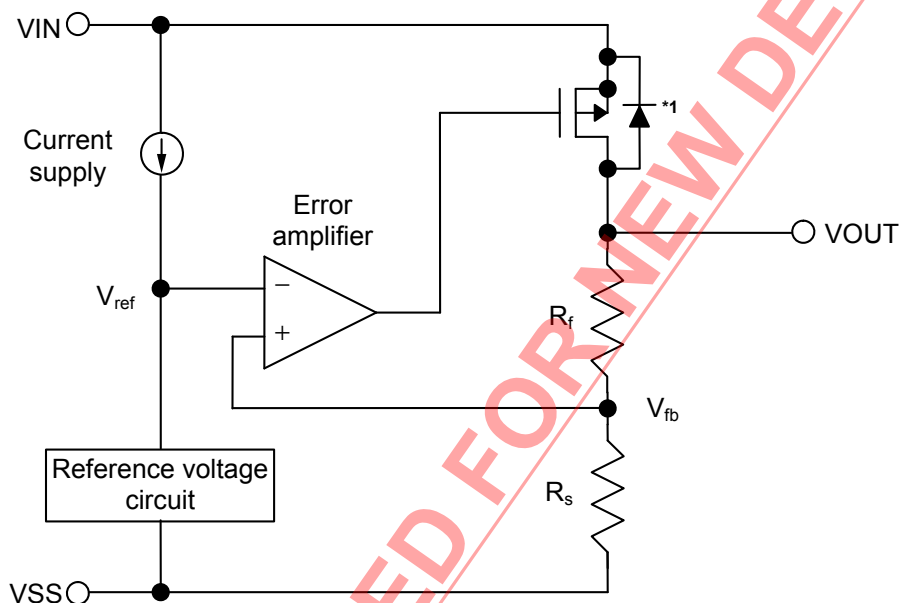 VIN
Current
supply
*1
Error
amplifier
VOUT
Vref
−
+
Rf
Vfb
Reference voltage
circuit
Rs
VSS
ED FOR NEW DE